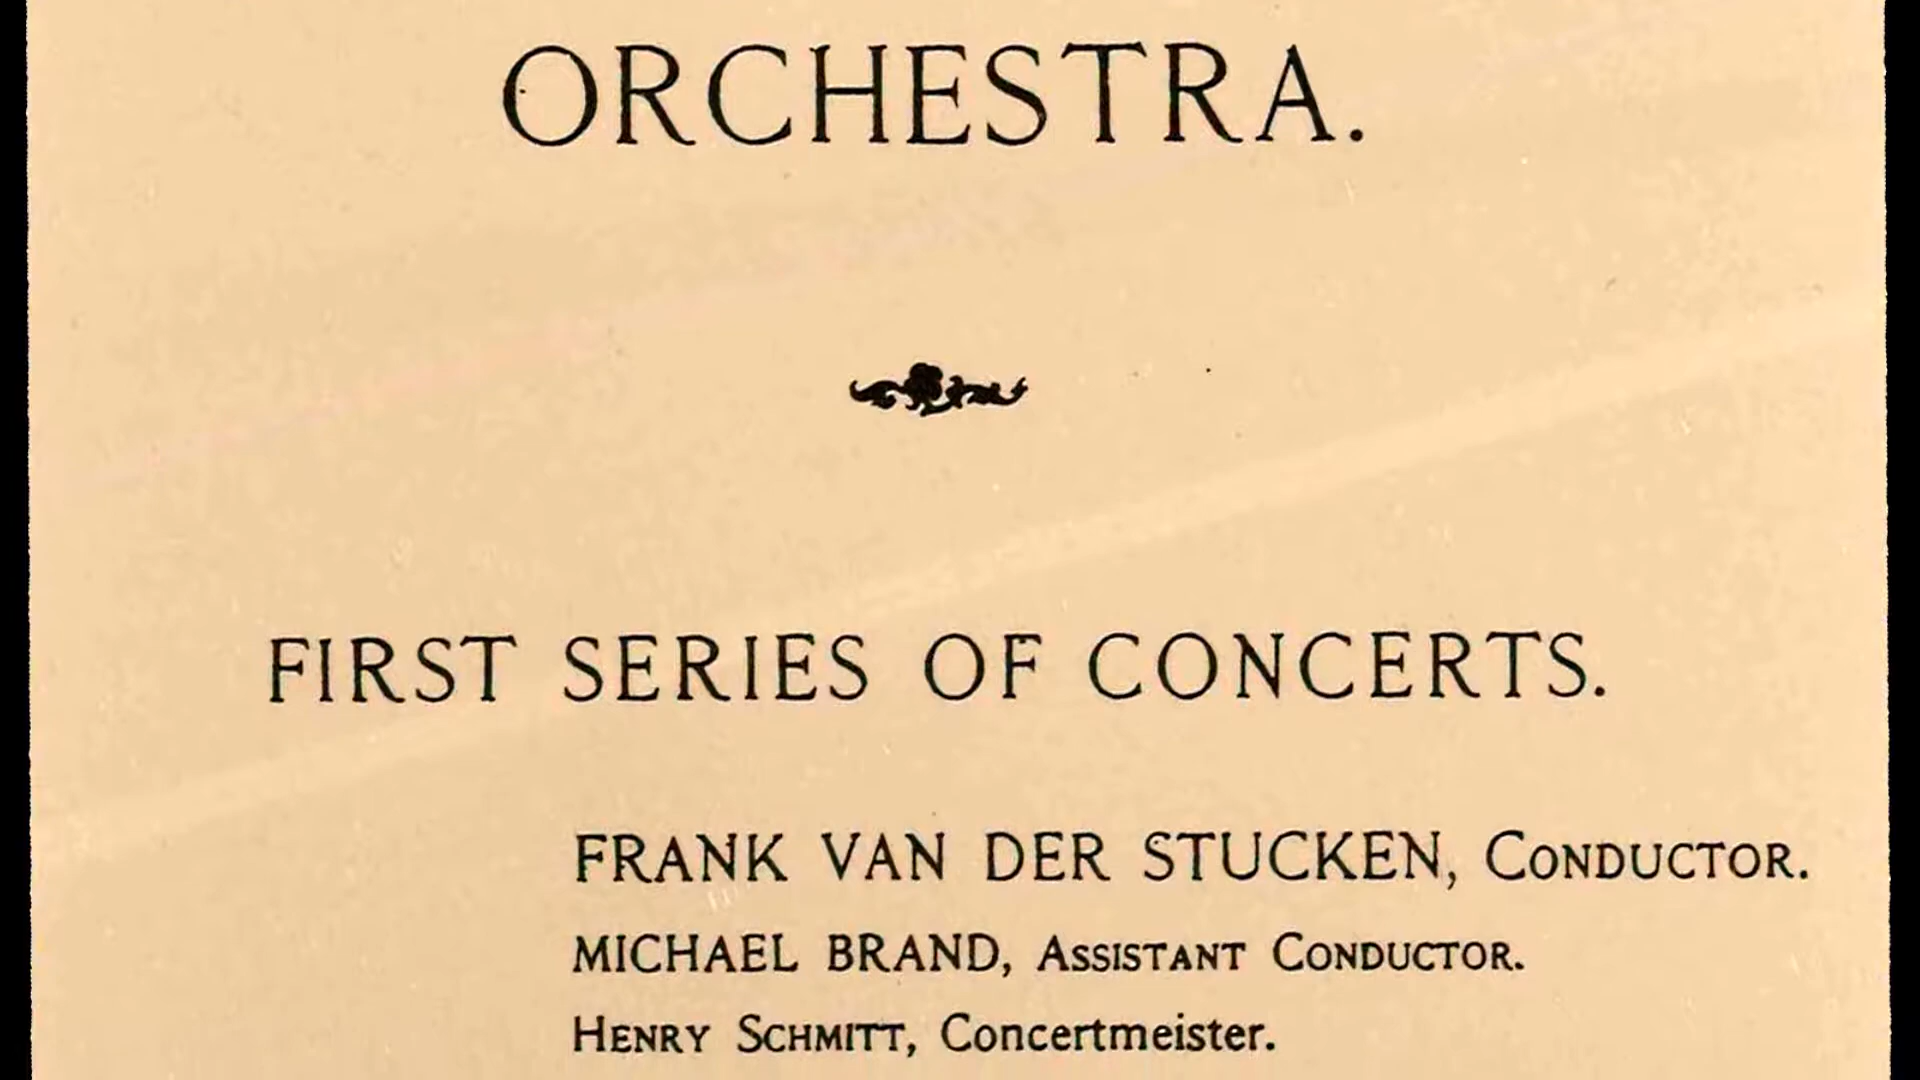 ORCHESTRA.
FIRST SERIES OF CONCERTS.
FRANK VAN DER STUCKEN, CONDUCTOR.
MICHAEL BRAND, ASSISTANT CONDUCTOR.
HENRY SCHMITT, Concertmeister.